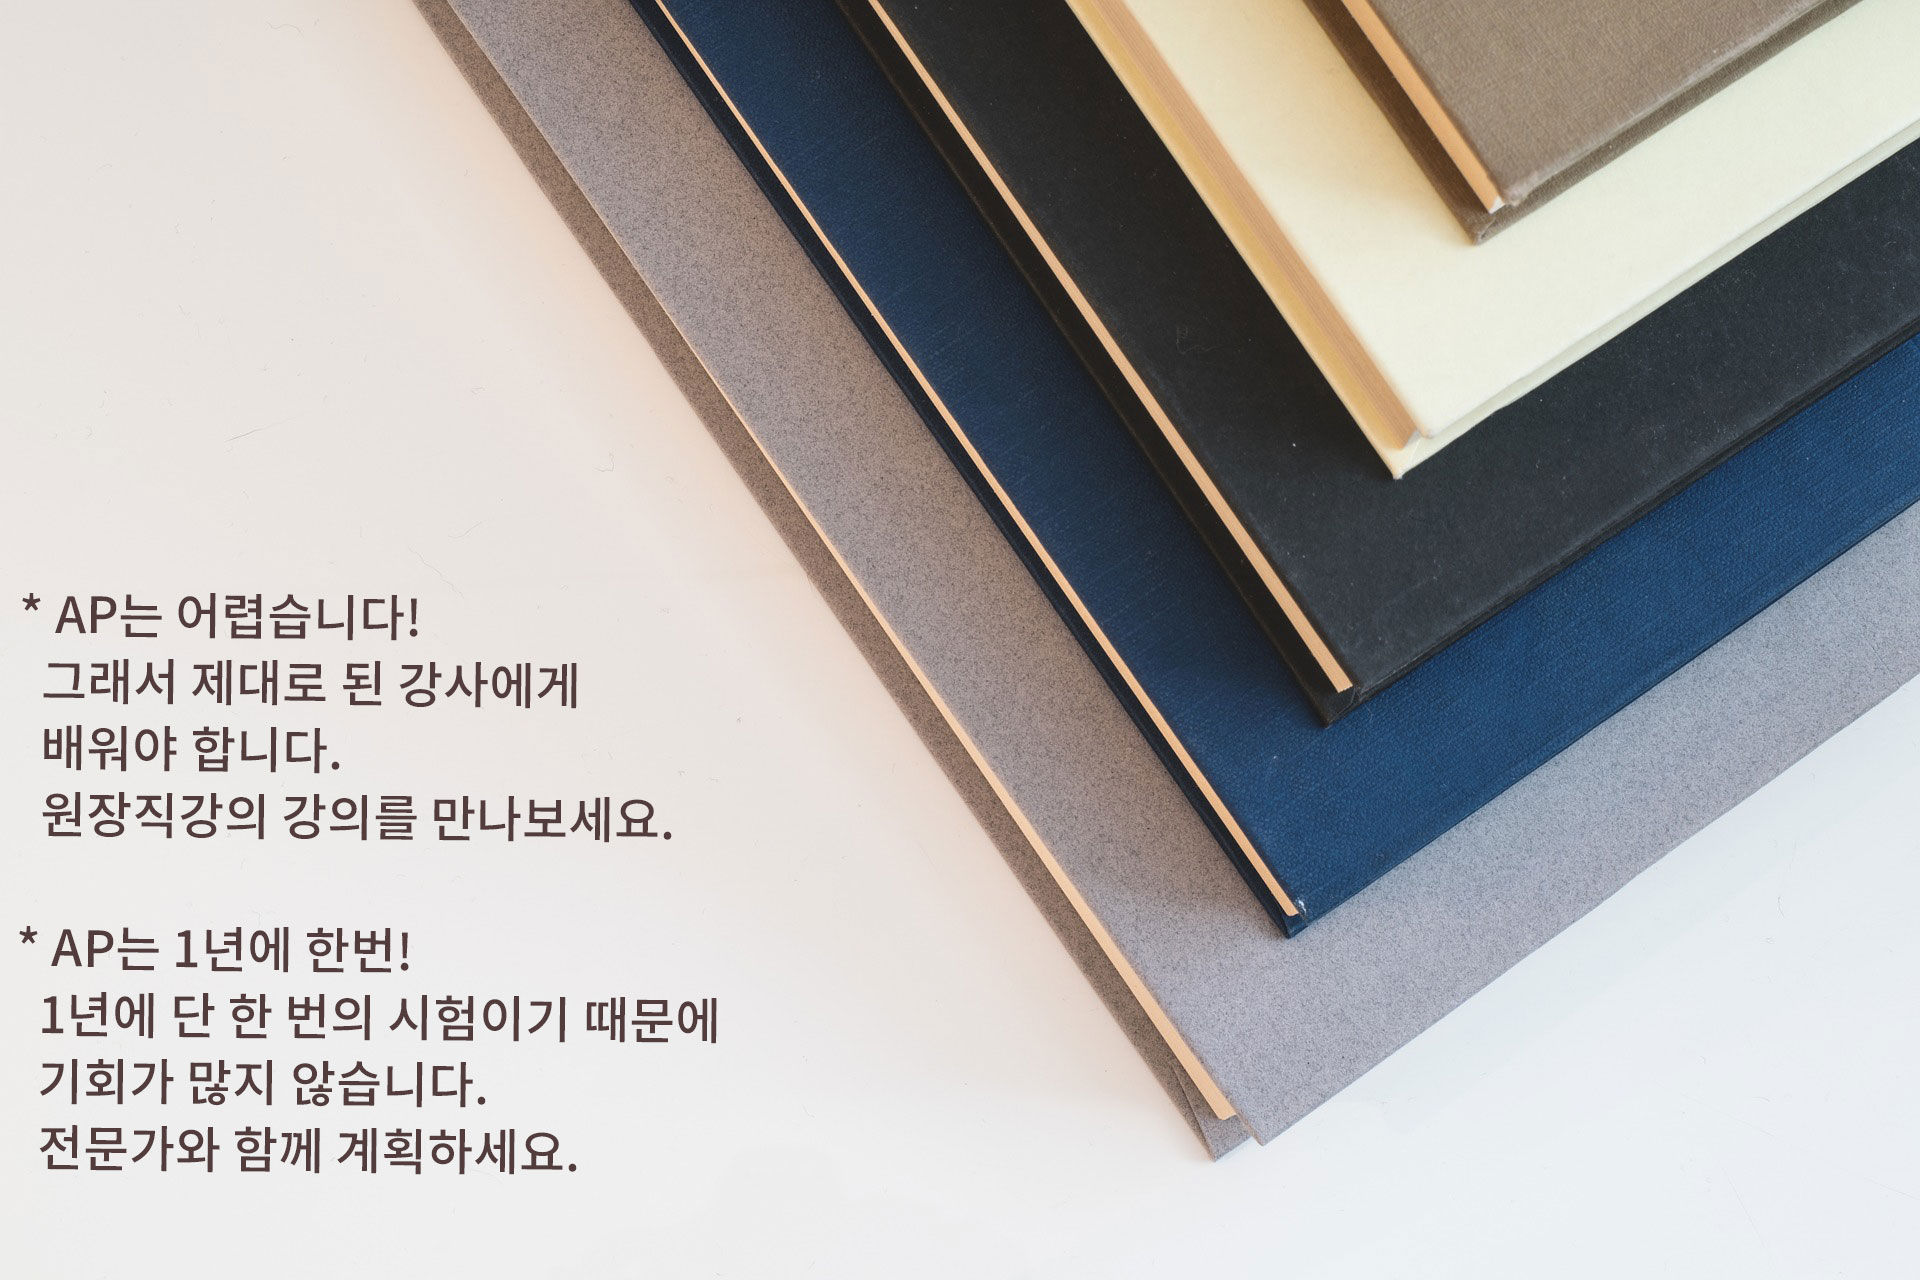 * AP는 어렵습니다!
그래서 제대로 된 강사에게
배워야 합니다.
원장직강의 강의를 만나보세요.
* AP는 1년에 한번!
1년에 단 한 번의 시험이기 때문에
기회가 많지 않습니다.
전문가와 함께 계획하세요.